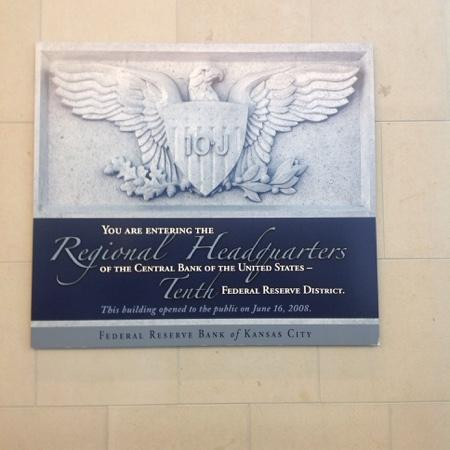 10·J
YOU ARE ENTERING THE
Regional Headquarters
OF THE CENTRAL BANK OF THE UNITED STATES –
Tenth FEDERAL RESERVE DISTRICT.
This building opened to the public on June 16, 2008.
FEDERAL RESERVE BANK of KANSAS CITY